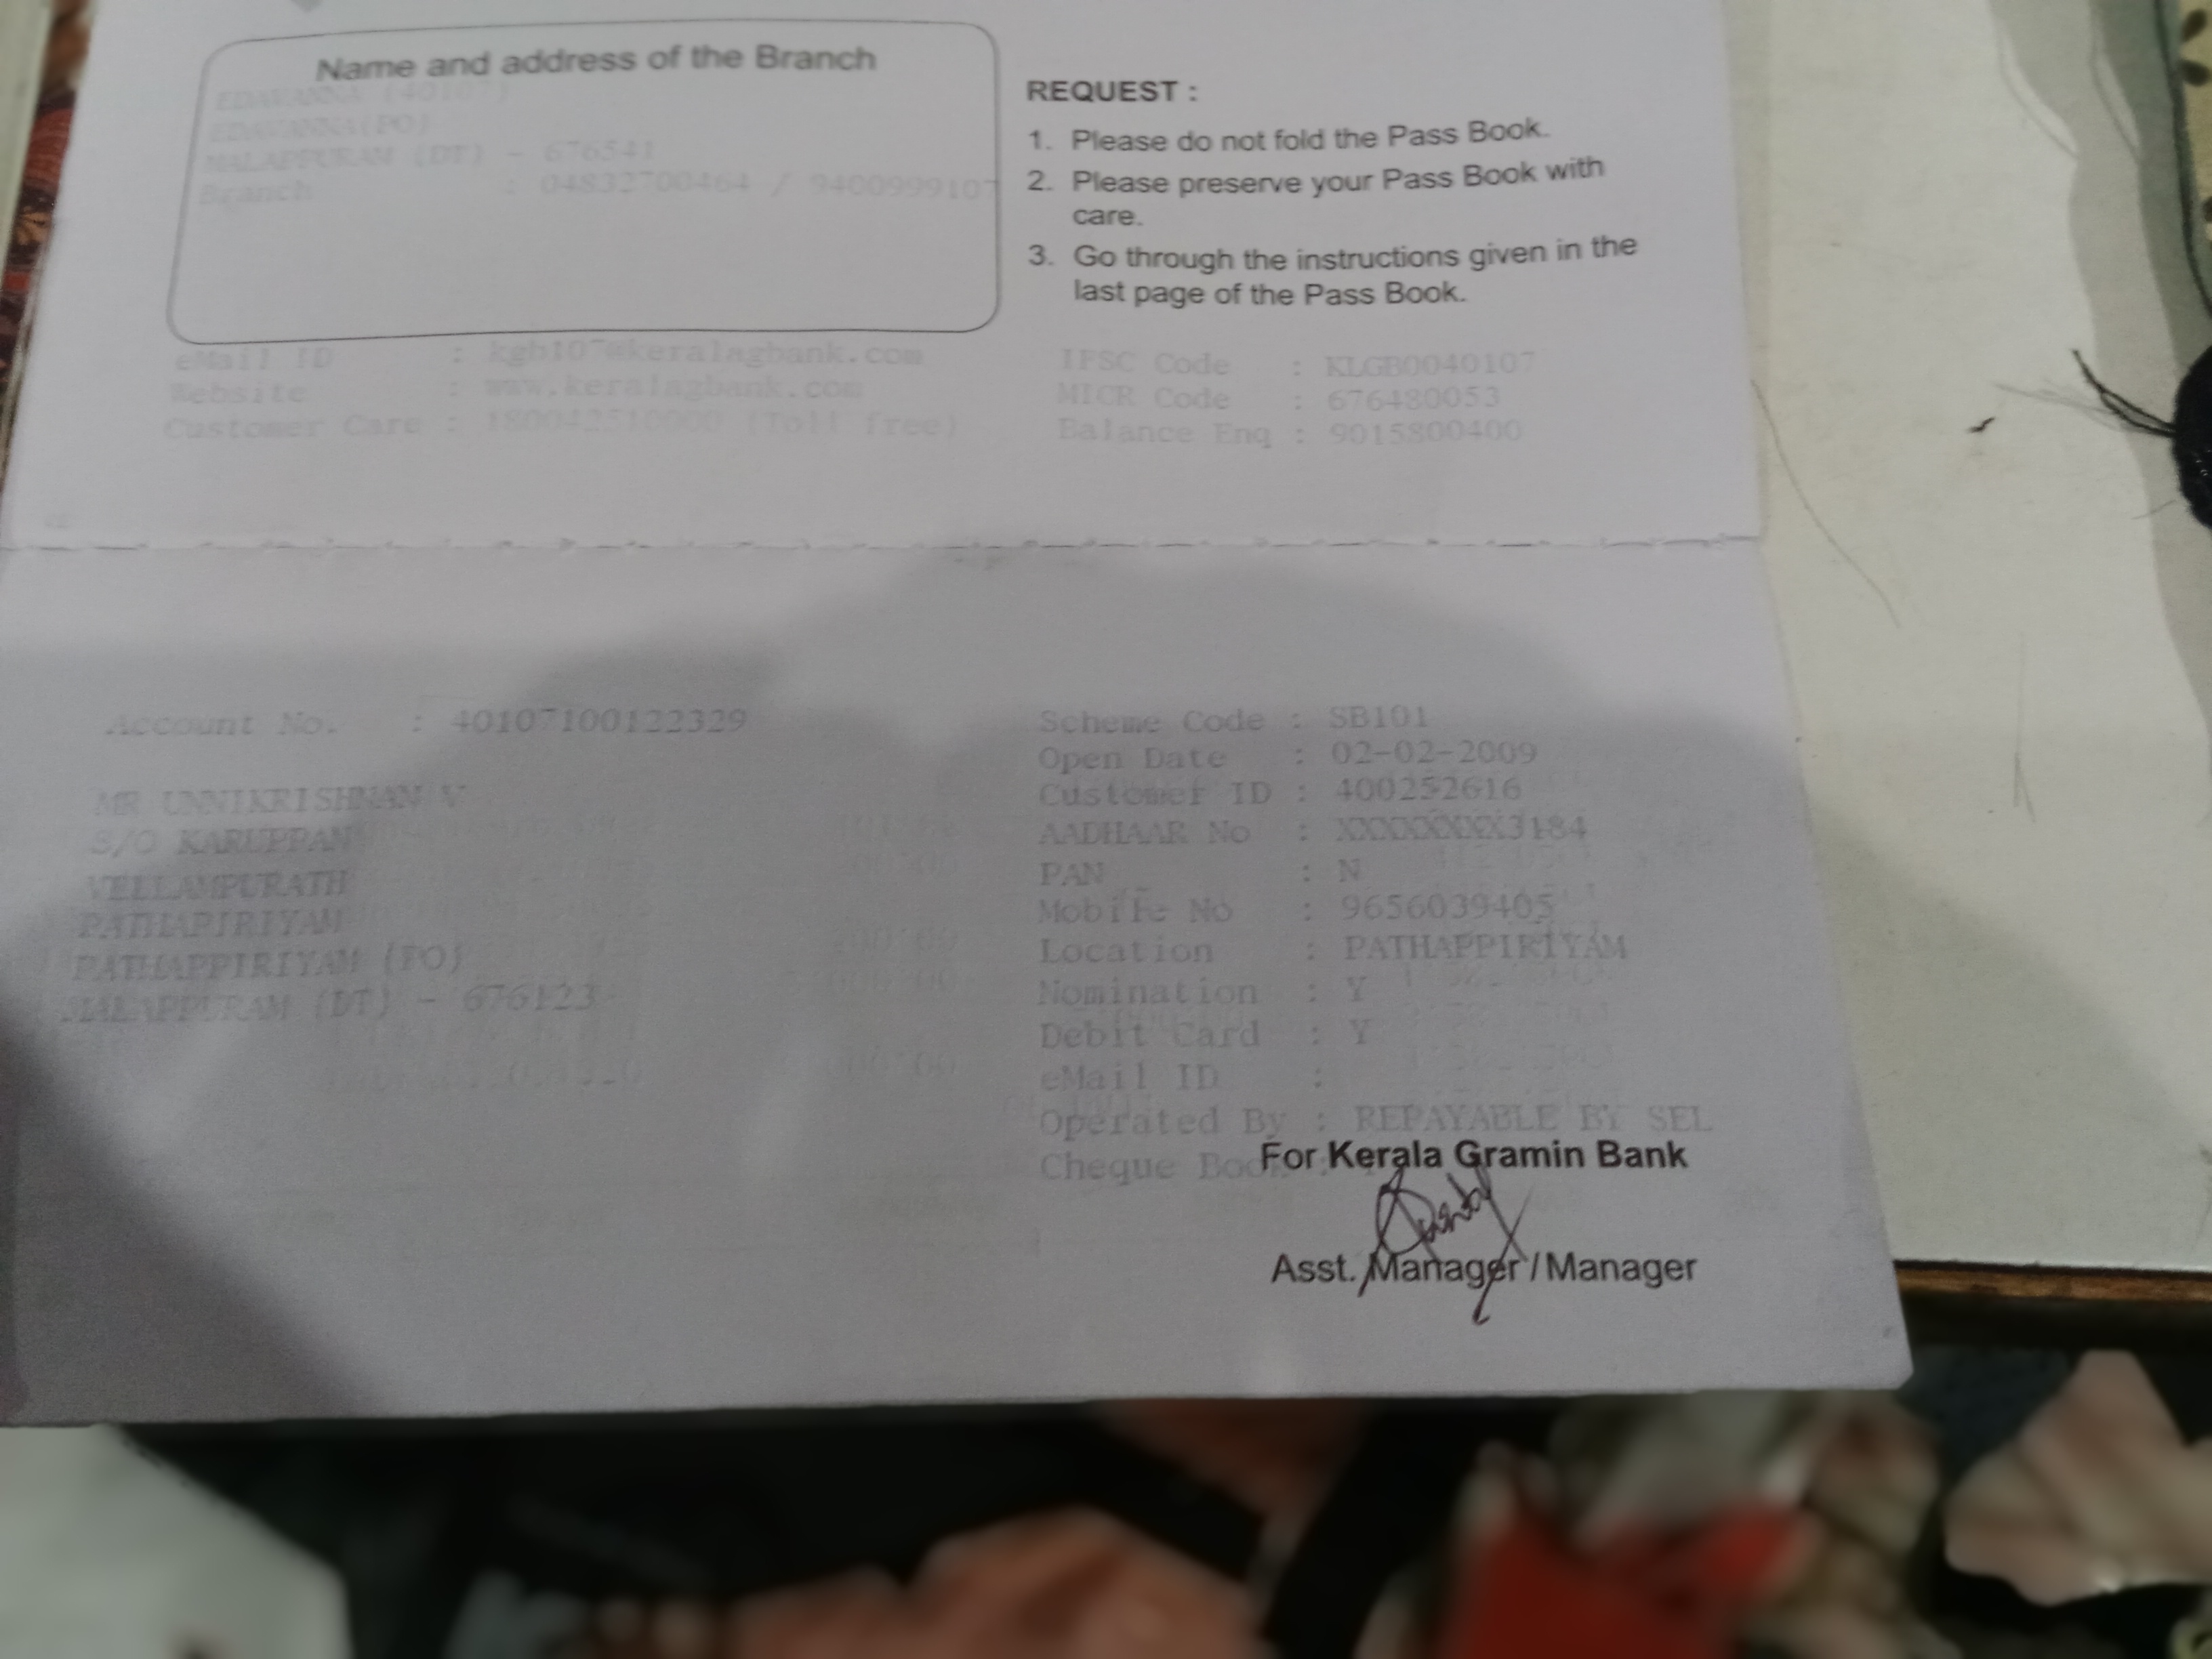 Name and address of the Branch
EDAVANNA (40107)
EDAVANNA(PO)
MALAPPURAM (DT) - 676541
Branch : 04832700464 / 9400999107
REQUEST :
1. Please do not fold the Pass Book.
2. Please preserve your Pass Book with
care.
3. Go through the instructions given in the
last page of the Pass Book.
eMail ID : kgb107@keralagbank.com
Website : www.keralagbank.com
Customer Care : 180042510000 (Toll free)
IFSC Code : KLGB0040107
MICR Code : 676480053
Balance Enq : 9015800400
Account No. : 40107100122329
MR UNNIKRISHNAN V
S/O KARUPPAN
VELLAMPURATH
PATHAPIRIYAM
PATHAPPIRIYAM (PO)
MALAPPURAM (DT) - 676123
Scheme Code : SB101
Open Date : 02-02-2009
Customer ID : 400252616
AADHAAR No : XXXXXXXX3184
PAN : N
Mobile No : 9656039405
Location : PATHAPPIRIYAM
Nomination : Y
Debit Card : Y
eMail ID :
Operated By : REPAYABLE BY SEL
Cheque Book :
For Kerala Gramin Bank
Asst. Manager / Manager